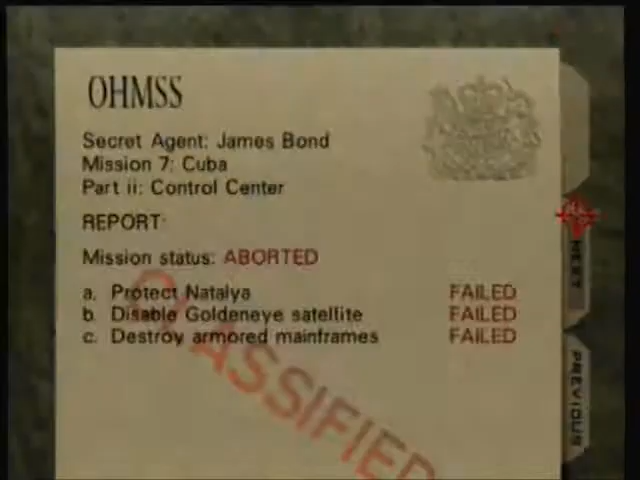 OHMSS
Secret Agent: James Bond
Mission 7: Cuba
Part ii: Control Center
REPORT:
Mission status: ABORTED
a. Protect Natalya FAILED
b. Disable Goldeneye satellite FAILED
c. Destroy armored mainframes FAILED
CLASSIFIED
NEXT
PREVIOUS